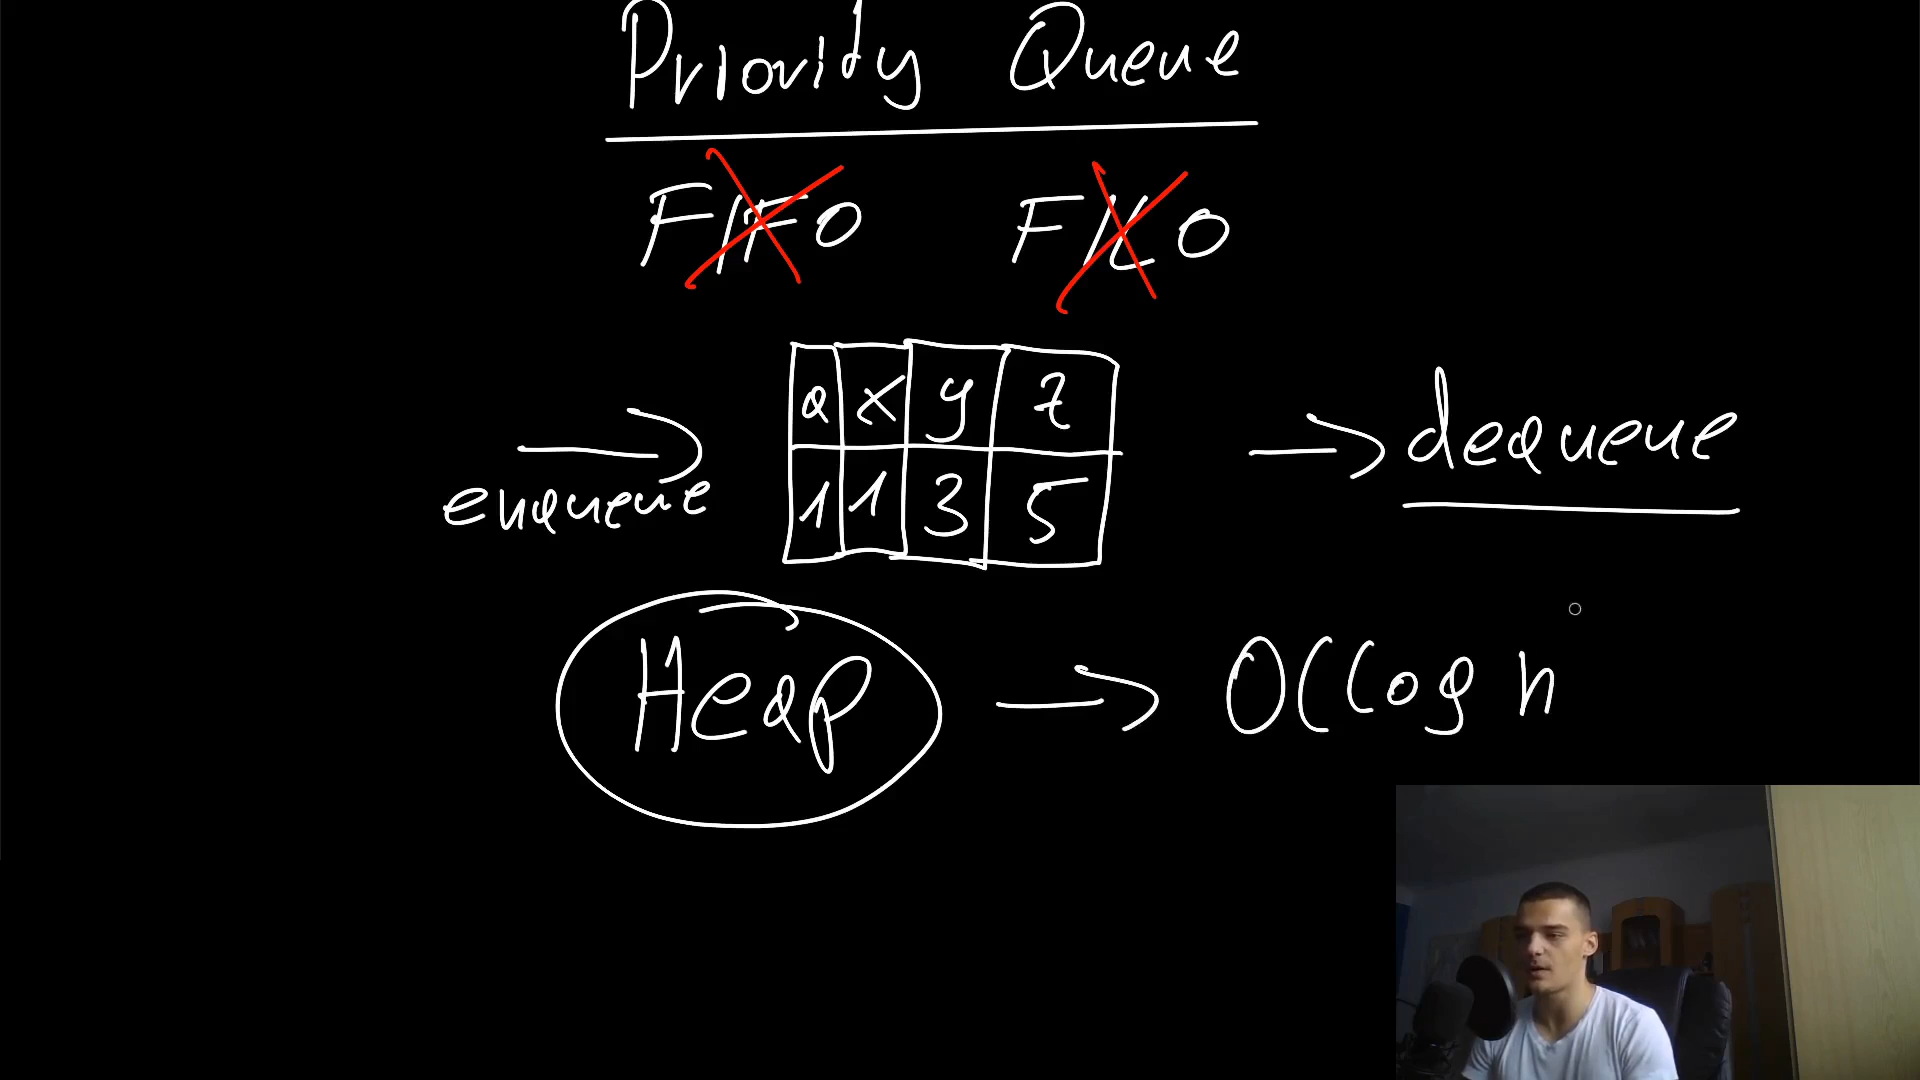 Priority Queue
FIFO FILO
a x y z
enqueue dequeue
1 1 3 5
Heap O(log n